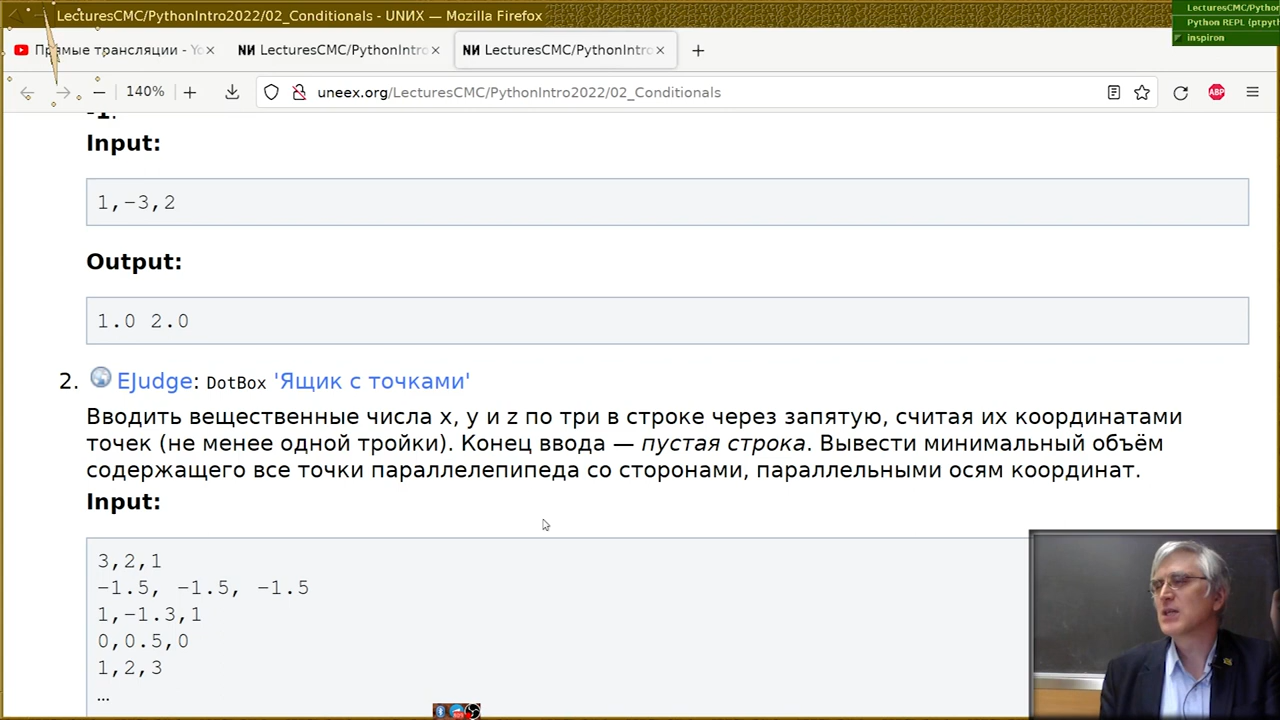 LecturesCMC/PythonIntro2022/02_Conditionals - UNИX — Mozilla Firefox
LecturesCMC/Python
Python REPL (ptpyth
inspiron
Прямые трансляции - Yo
LecturesCMC/PythonIntro
LecturesCMC/PythonIntro
140%
uneex.org/LecturesCMC/PythonIntro2022/02_Conditionals
ABP
-1.
Input:
1,-3,2
Output:
1.0 2.0
2. EJudge: DotBox 'Ящик с точками'
Вводить вещественные числа x, y и z по три в строке через запятую, считая их координатами
точек (не менее одной тройки). Конец ввода — пустая строка. Вывести минимальный объём
содержащего все точки параллелепипеда со сторонами, параллельными осям координат.
Input:
3,2,1
-1.5, -1.5, -1.5
1,-1.3,1
0,0.5,0
1,2,3
…